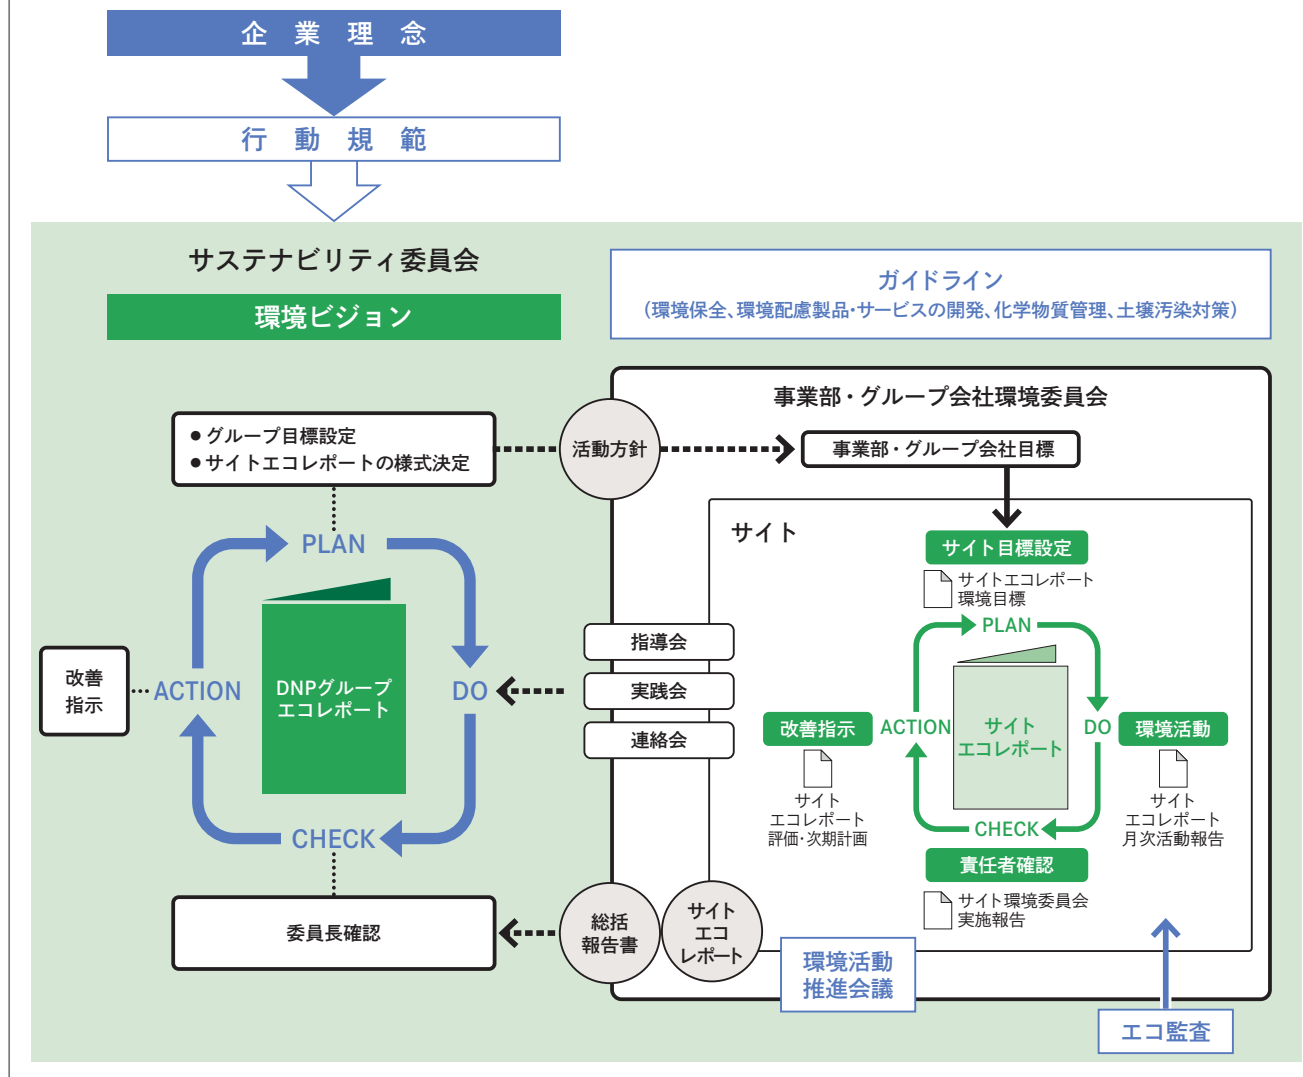 企業理念
行動規範
サステナビリティ委員会
環境ビジョン
ガイドライン
(環境保全、環境配慮製品・サービスの開発、化学物質管理、土壌汚染対策)
●グループ目標設定
●サイトエコレポートの様式決定
活動方針
事業部・グループ会社環境委員会
事業部・グループ会社目標
PLAN
DO
CHECK
ACTION
DNPグループ
エコレポート
改善
指示
委員長確認
指導会
実践会
連絡会
総括
報告書
サイト
エコ
レポート
サイト
サイト目標設定
サイトエコレポート
環境目標
PLAN
DO
CHECK
ACTION
サイト
エコレポート
環境活動
サイト
エコレポート
月次活動報告
責任者確認
サイト環境委員会
実施報告
改善指示
サイト
エコレポート
評価・次期計画
環境活動
推進会議
エコ監査